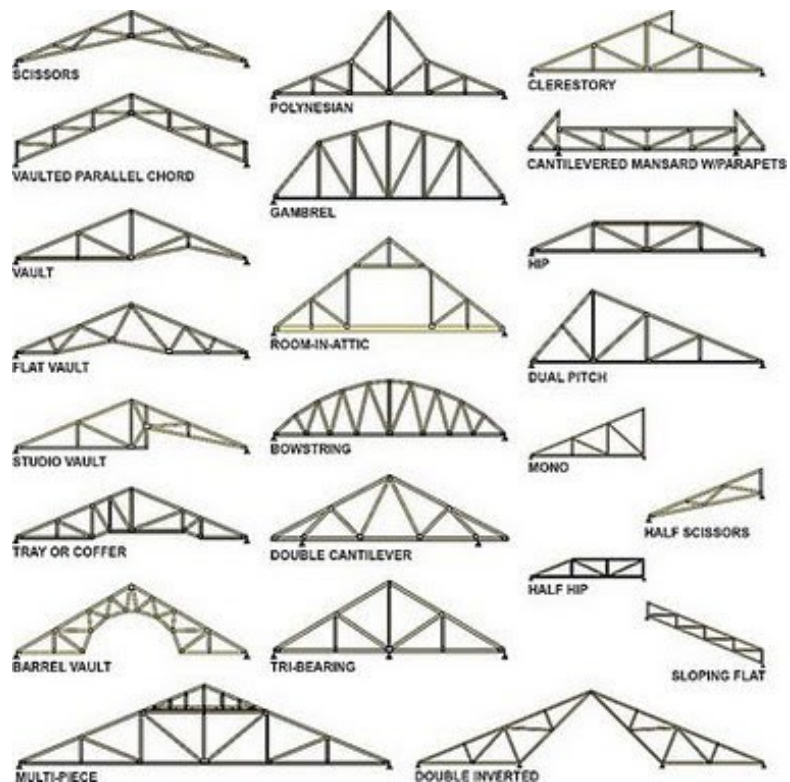 SCISSORS
POLYNESIAN
CLERESTORY
VAULTED PARALLEL CHORD
GAMBREL
CANTILEVERED MANSARD W/PARAPETS
VAULT
ROOM-IN-ATTIC
HIP
FLAT VAULT
DUAL PITCH
STUDIO VAULT
BOWSTRING
MONO
TRAY OR COFFER
DOUBLE CANTILEVER
HALF SCISSORS
HALF HIP
BARREL VAULT
TRI-BEARING
SLOPING FLAT
MULTI-PIECE
DOUBLE INVERTED